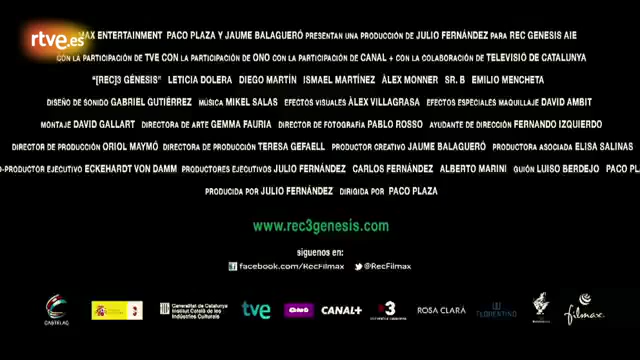 rtve.es
MAX ENTERTAINMENT PACO PLAZA Y JAUME BALAGUERÓ PRESENTAN UNA PRODUCCIÓN DE JULIO FERNÁNDEZ PARA REC GENESIS AIE
CON LA PARTICIPACIÓN DE TVE CON LA PARTICIPACIÓN DE ONO CON LA PARTICIPACIÓN DE CANAL + CON LA COLABORACIÓN DE TELEVISIÓ DE CATALUNYA
“[REC]3 GÉNESIS” LETICIA DOLERA DIEGO MARTÍN ISMAEL MARTÍNEZ ÀLEX MONNER SR. B EMILIO MENCHETA
DISEÑO DE SONIDO GABRIEL GUTIÉRREZ MÚSICA MIKEL SALAS EFECTOS VISUALES ÀLEX VILLAGRASA EFECTOS ESPECIALES MAQUILLAJE DAVID AMBIT
MONTAJE DAVID GALLART DIRECTORA DE ARTE GEMMA FAURIA DIRECTOR DE FOTOGRAFÍA PABLO ROSSO AYUDANTE DE DIRECCIÓN FERNANDO IZQUIERDO
DIRECTOR DE PRODUCCIÓN ORIOL MAYMÓ DIRECTORA DE PRODUCCIÓN TERESA GEFAELL PRODUCTOR CREATIVO JAUME BALAGUERÓ PRODUCTORA ASOCIADA ELISA SALINAS
O-PRODUCTOR EJECUTIVO ECKEHARDT VON DAMM PRODUCTORES EJECUTIVOS JULIO FERNÁNDEZ CARLOS FERNÁNDEZ ALBERTO MARINI GUIÓN LUISO BERDEJO PACO PLA
PRODUCIDA POR JULIO FERNÁNDEZ DIRIGIDA POR PACO PLAZA
www.rec3genesis.com
síguenos en:
facebook.com/RecFilmax @RecFilmax
CASTELAO Generalitat de Catalunya Institut Català de les Indústries Culturals tve ono CANAL+ 3 ROSA CLARÁ FLORENTINO filmax